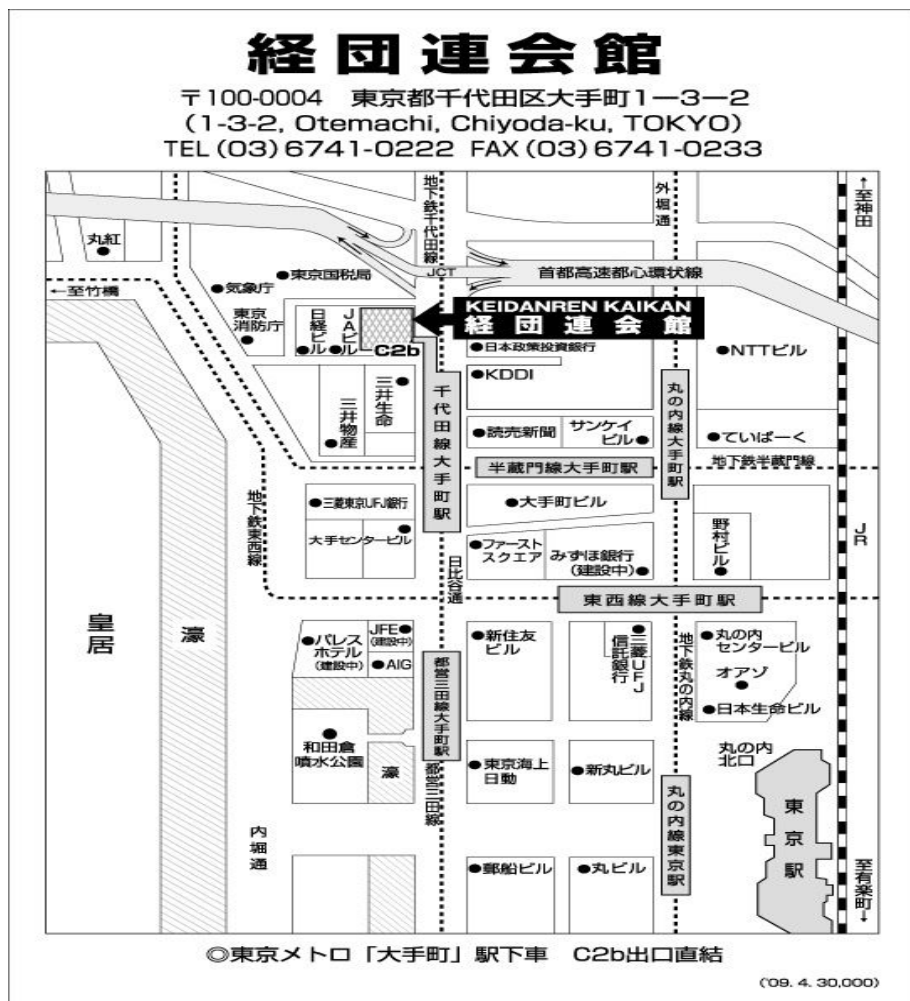 経団連会館
〒100-0004 東京都千代田区大手町1ー3ー2
(1-3-2, Otemachi, Chiyoda-ku, TOKYO)
TEL (03) 6741-0222 FAX (03) 6741-0233
地下鉄千代田線
外堀通
←至神田
丸紅
東京国税局
気象庁
JCT
首都高速都心環状線
←至竹橋
東京
消防庁
日経ビル
JAビル
C2b
KEIDANREN KAIKAN
経団連会館
日本政策投資銀行
NTTビル
KDDI
三井物産
三井生命
千代田線大手町駅
丸の内線大手町駅
読売新聞
サンケイ
ビル
ていぱーく
半蔵門線大手町駅
地下鉄半蔵門線
地下鉄東西線
三菱東京UFJ銀行
大手町ビル
大手センタービル
ファースト
スクエア
みずほ銀行
(建設中)
野村ビル
JR
日比谷通
東西線大手町駅
皇居
濠
パレス
ホテル
(建設中)
JFE
(建設中)
AIG
都営三田線大手町駅
新住友
ビル
三菱UFJ
信託銀行
地下鉄丸の内線
丸の内
センタービル
オアゾ
日本生命ビル
和田倉
噴水公園
濠
都営三田線
東京海上
日動
新丸ビル
丸の内
北口
丸の内線東京駅
東京駅
内堀通
郵船ビル
丸ビル
至有楽町→
◎東京メトロ「大手町」駅下車 C2b出口直結
('09. 4. 30,000)